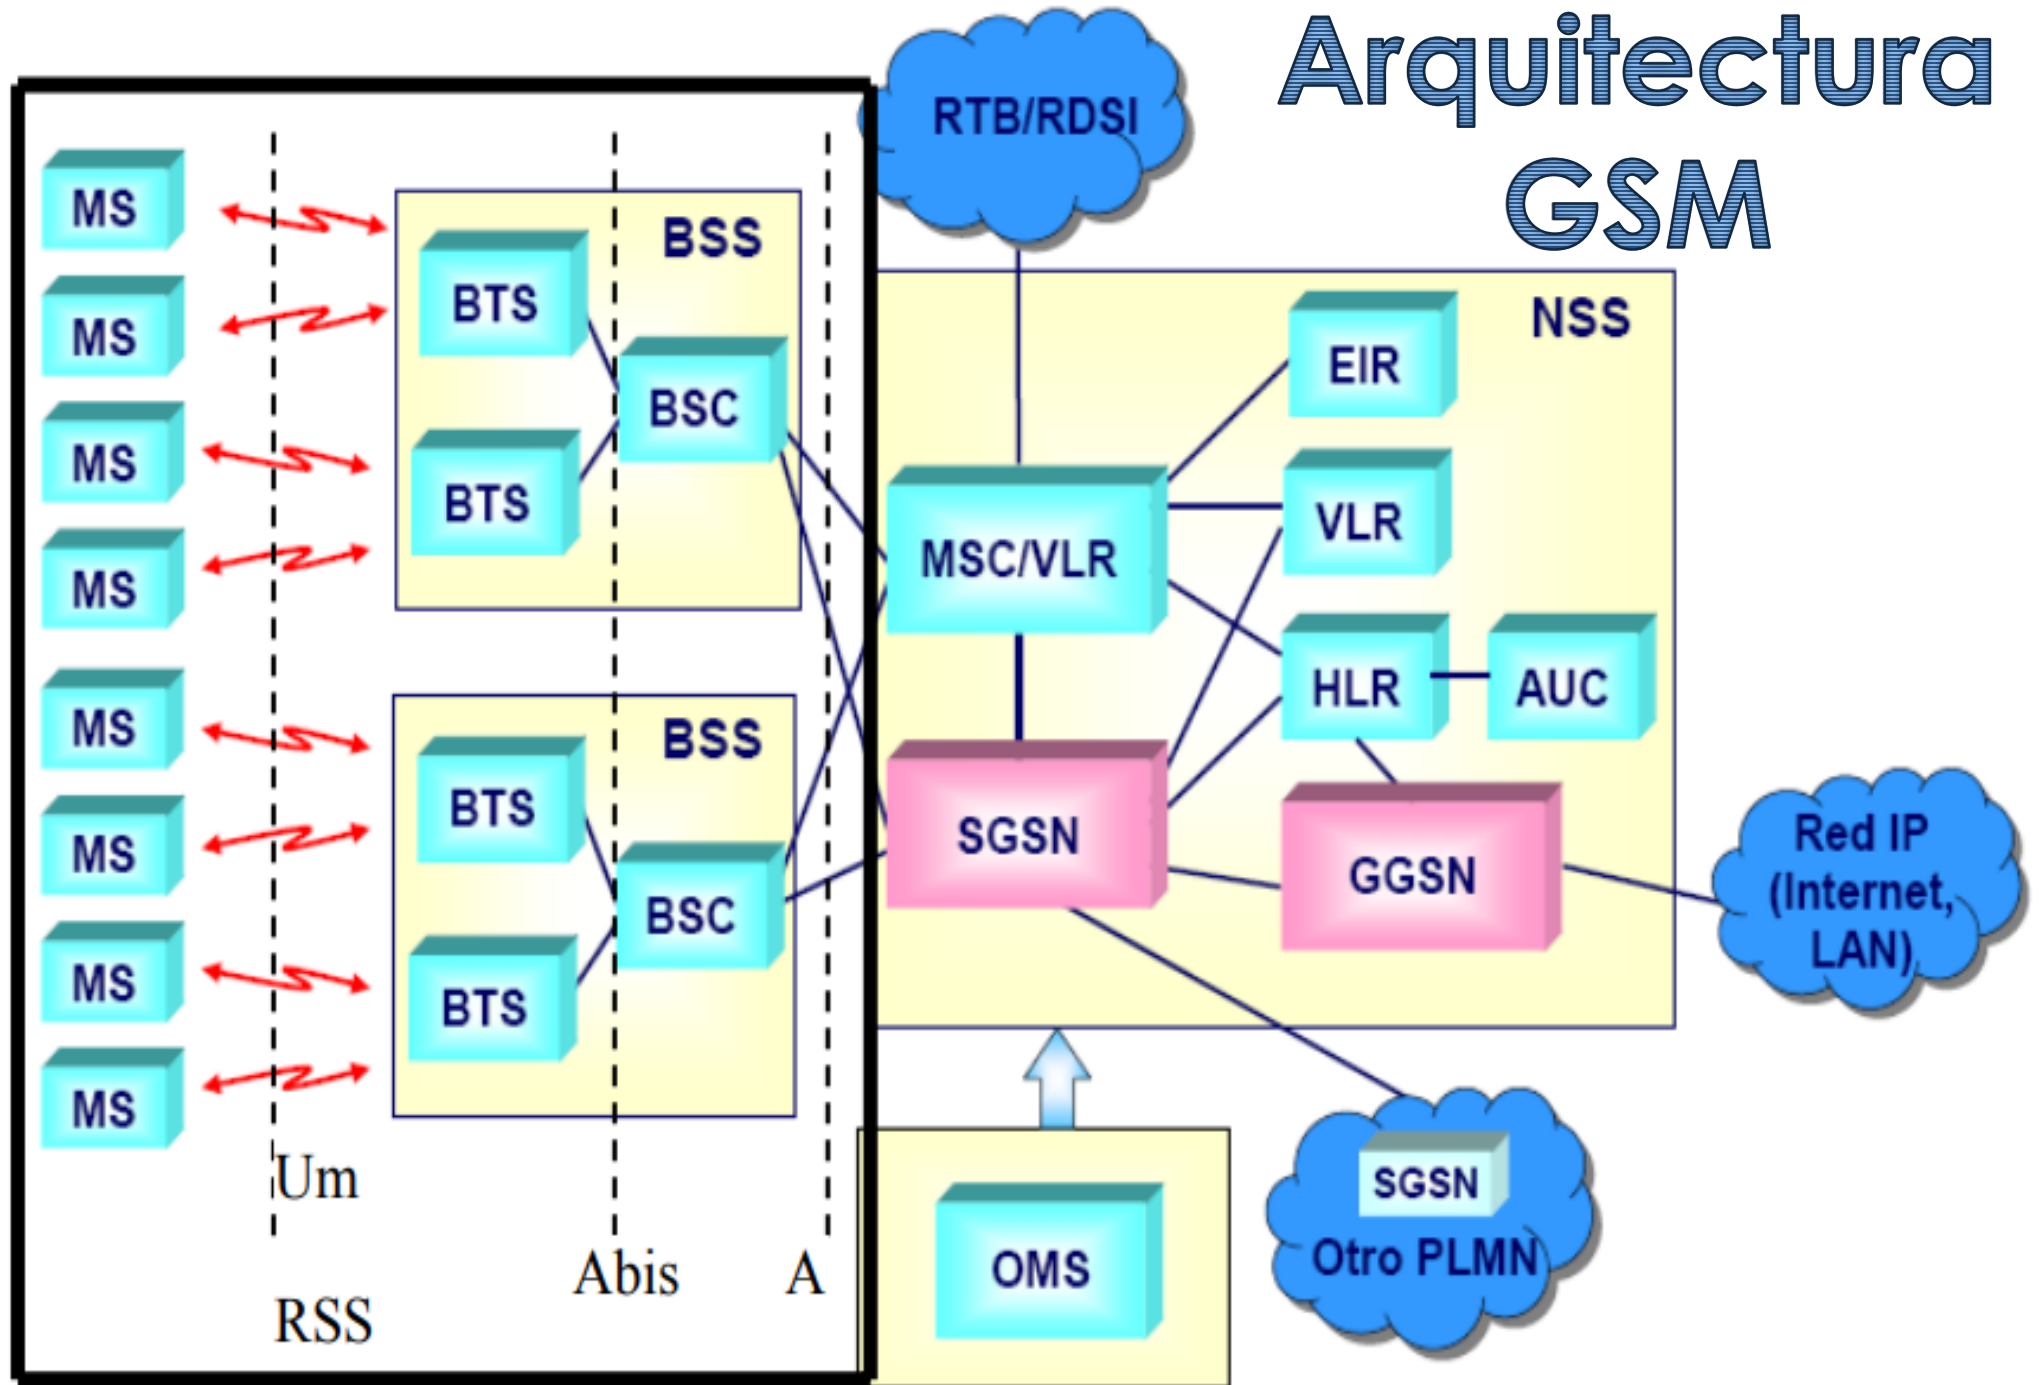 Arquitectura
GSM
RTB/RDSI
MS
MS
MS
MS
MS
MS
MS
MS
BSS
BTS
BSC
BTS
BSS
BTS
BSC
BTS
Um
Abis
A
RSS
NSS
EIR
VLR
MSC/VLR
HLR
AUC
SGSN
GGSN
Red IP
(Internet,
LAN)
OMS
SGSN
Otro PLMN